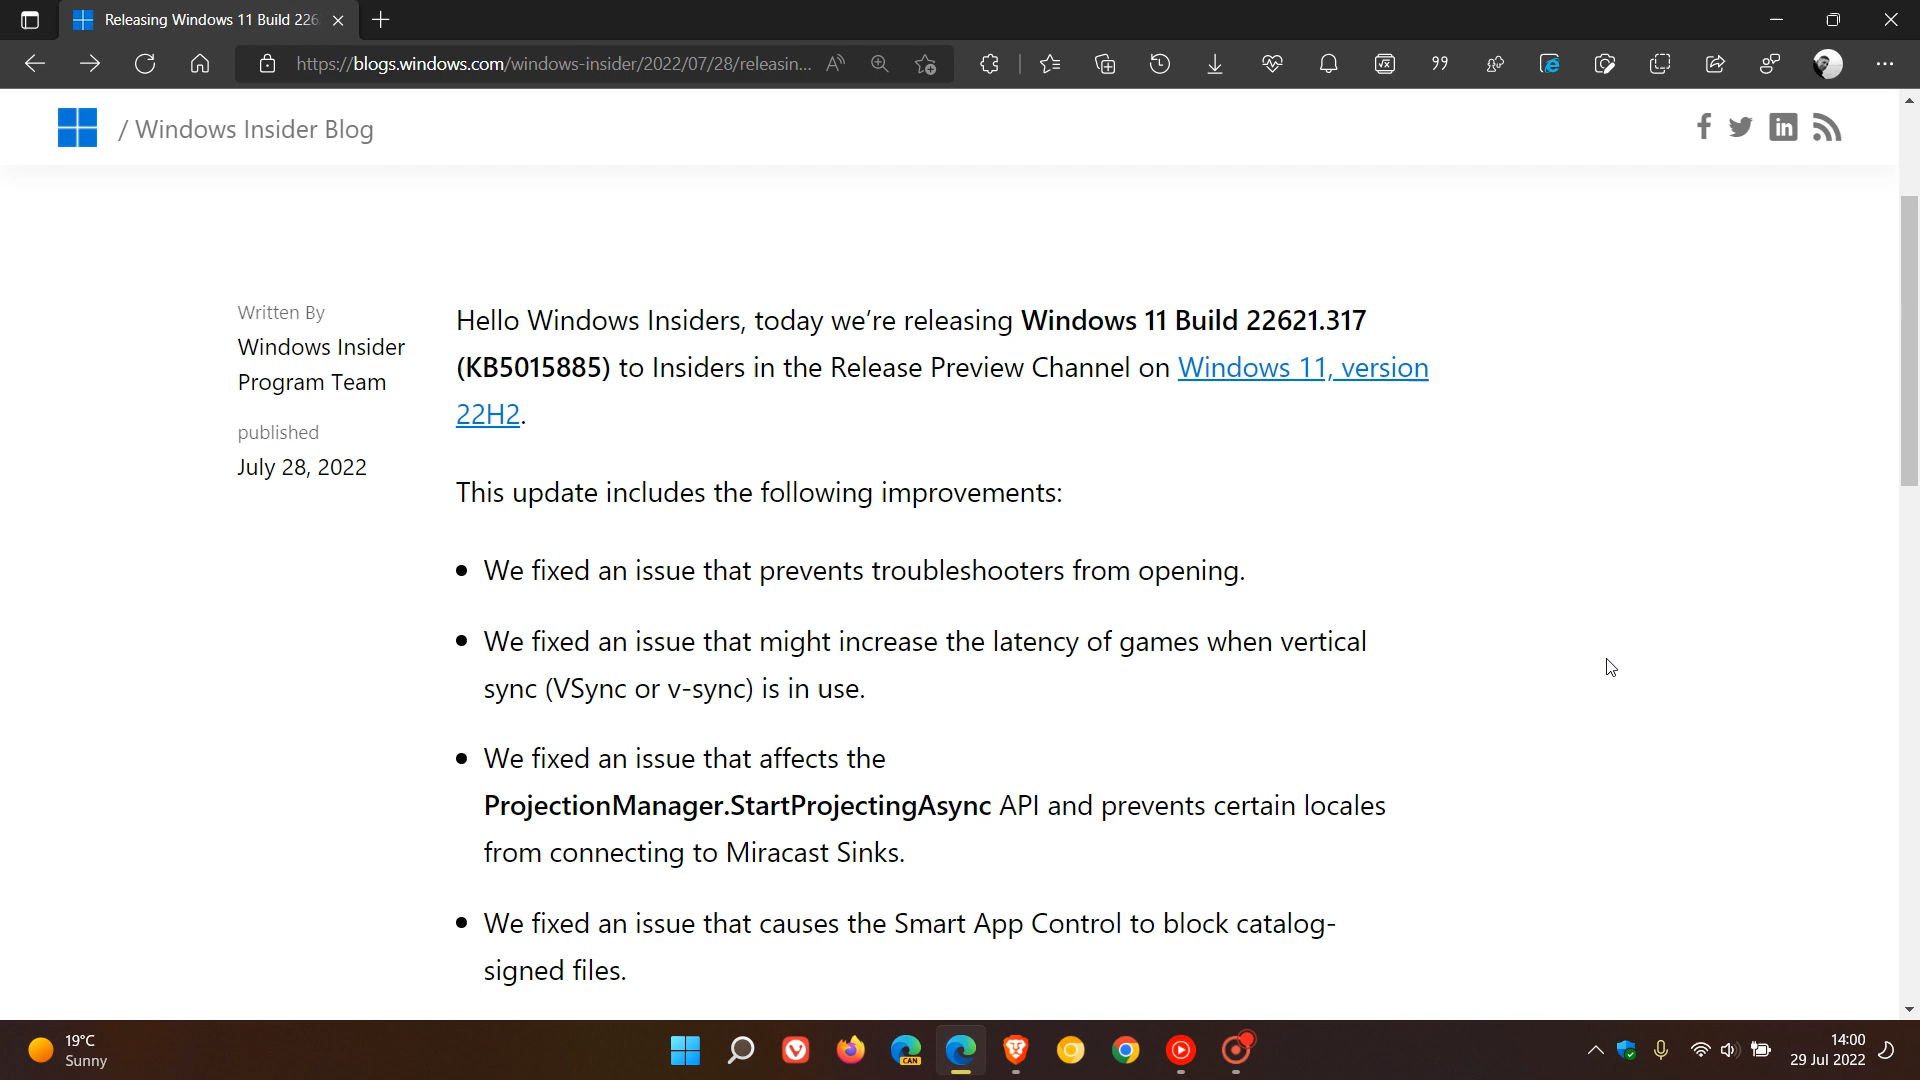 Releasing Windows 11 Build 226
https://blogs.windows.com/windows-insider/2022/07/28/releasin...
/ Windows Insider Blog
Written By
Windows Insider
Program Team
published
July 28, 2022
Hello Windows Insiders, today we’re releasing Windows 11 Build 22621.317
(KB5015885) to Insiders in the Release Preview Channel on Windows 11, version
22H2.
This update includes the following improvements:
• We fixed an issue that prevents troubleshooters from opening.
• We fixed an issue that might increase the latency of games when vertical
sync (VSync or v-sync) is in use.
• We fixed an issue that affects the
ProjectionManager.StartProjectingAsync API and prevents certain locales
from connecting to Miracast Sinks.
• We fixed an issue that causes the Smart App Control to block catalog-
signed files.
19°C
Sunny
CAN
14:00
29 Jul 2022